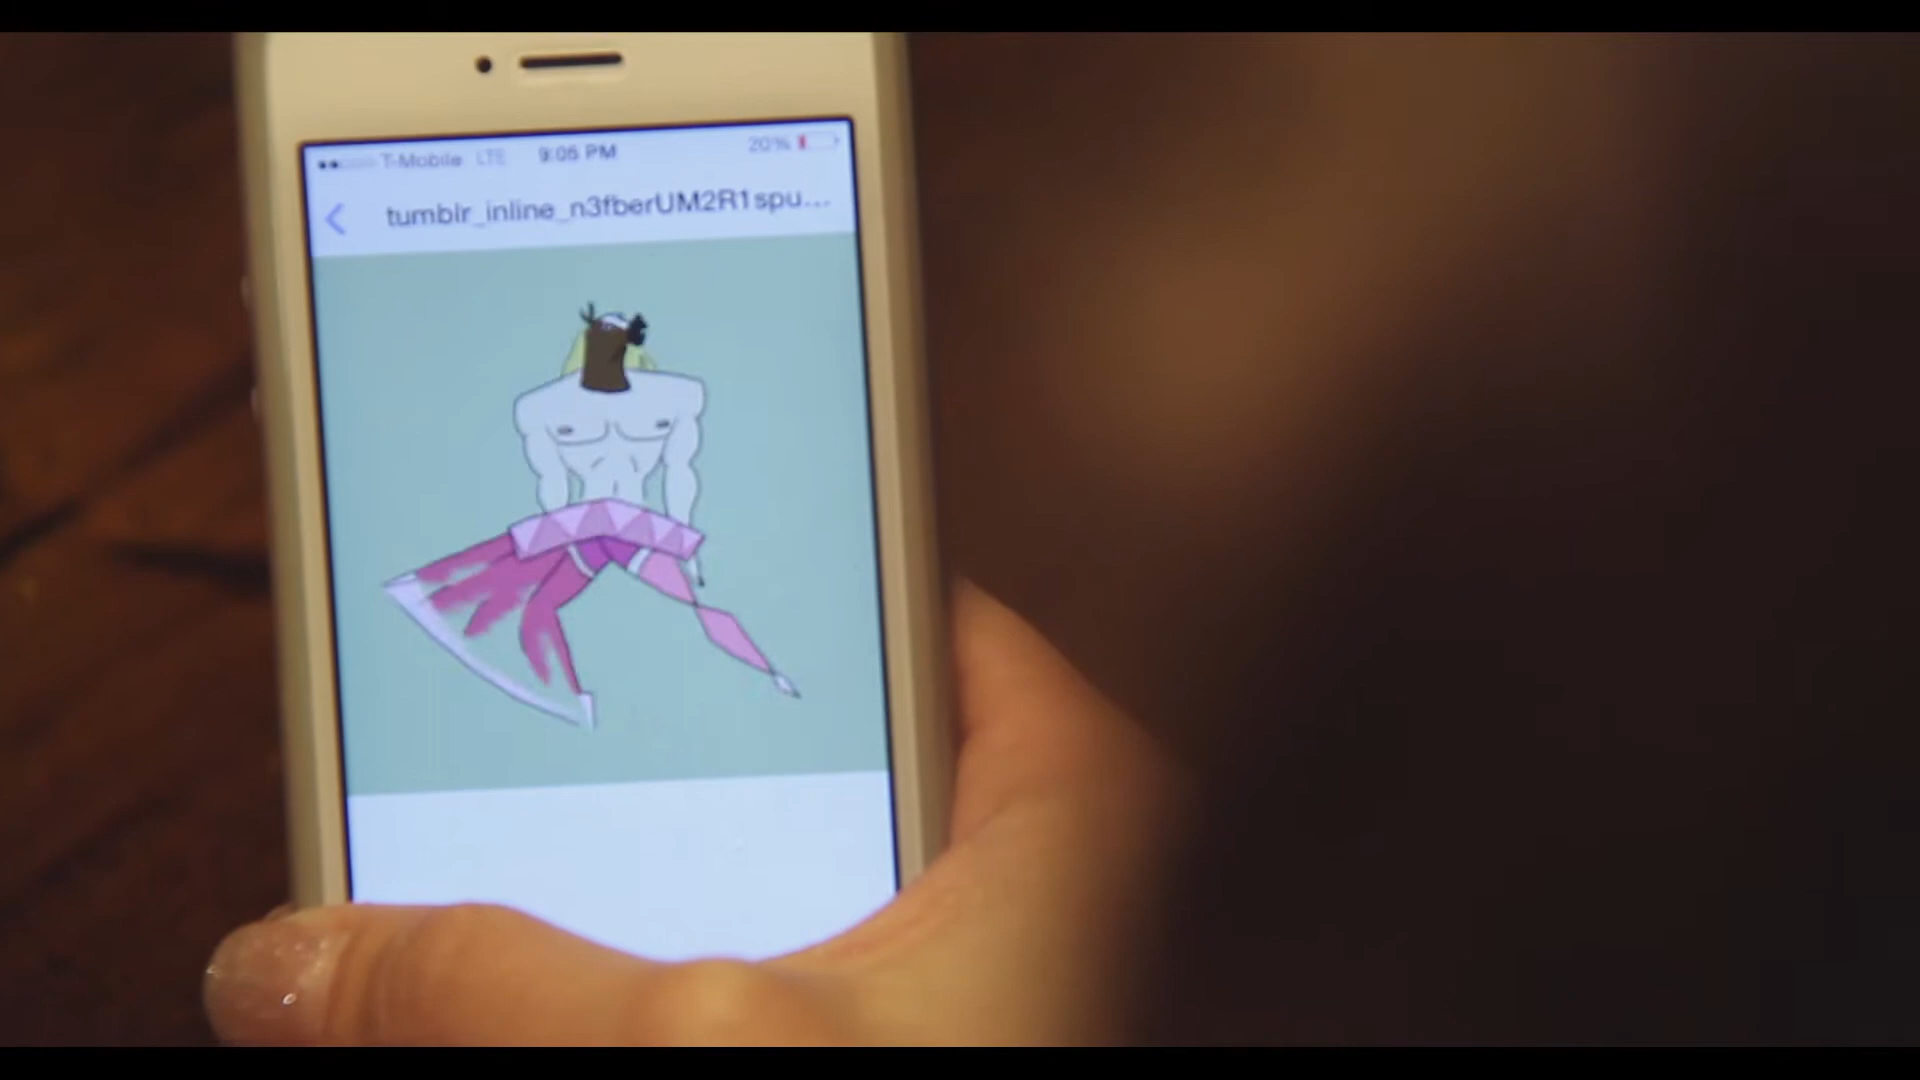 T-Mobile LTE 9:05 PM 20%
tumblr_inline_n3fberUM2R1spu...